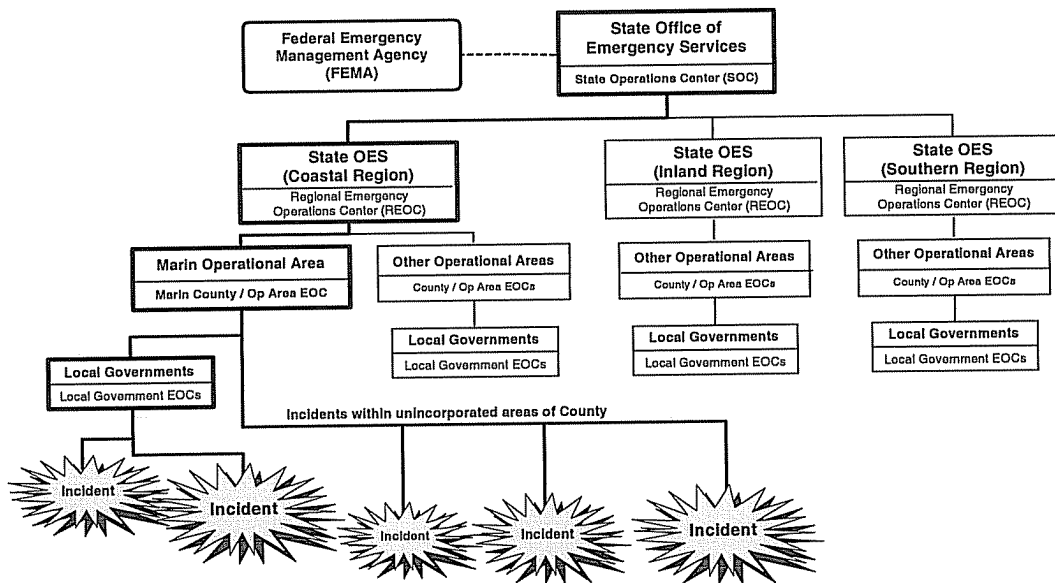 Federal Emergency
Management Agency
(FEMA)
State Office of
Emergency Services
State Operations Center (SOC)
State OES
(Coastal Region)
Regional Emergency
Operations Center (REOC)
State OES
(Inland Region)
Regional Emergency
Operations Center (REOC)
State OES
(Southern Region)
Regional Emergency
Operations Center (REOC)
Marin Operational Area
Marin County / Op Area EOC
Other Operational Areas
County / Op Area EOCs
Other Operational Areas
County / Op Area EOCs
Other Operational Areas
County / Op Area EOCs
Local Governments
Local Government EOCs
Local Governments
Local Government EOCs
Local Governments
Local Government EOCs
Local Governments
Local Government EOCs
Incidents within unincorporated areas of County
Incident
Incident
Incident
Incident
Incident